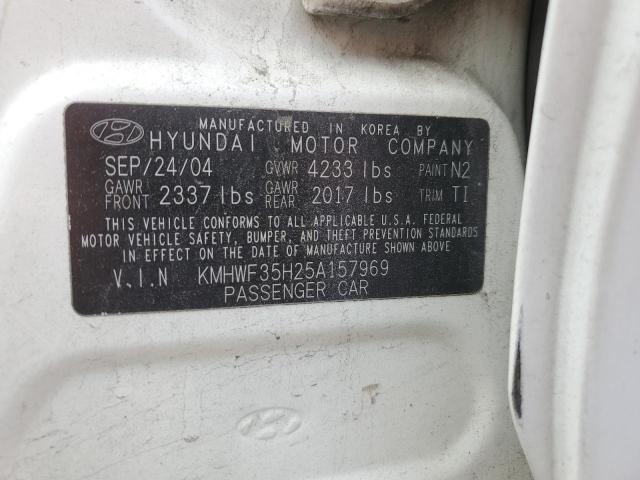 MANUFACTURED IN KOREA BY
HYUNDAI MOTOR COMPANY
SEP/24/04 GVWR 4233 lbs PAINT N2
GAWR FRONT 2337 lbs GAWR REAR 2017 lbs TRIM TI
THIS VEHICLE CONFORMS TO ALL APPLICABLE U.S.A. FEDERAL
MOTOR VEHICLE SAFETY, BUMPER, AND THEFT PREVENTION STANDARDS
IN EFFECT ON THE DATE OF MANUFACTURE SHOWN ABOVE
V.I.N KMHWF35H25A157969
PASSENGER CAR